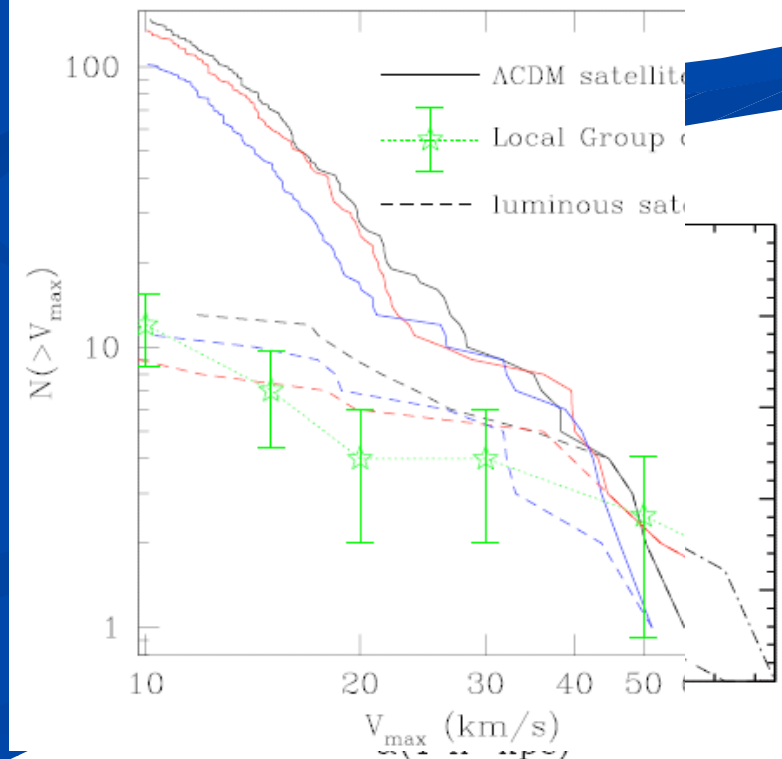 100
ΛCDM satellite
Local Group
luminous sat
10
N(>V_max)
1
10 20 30 40 50
V_max (km/s)